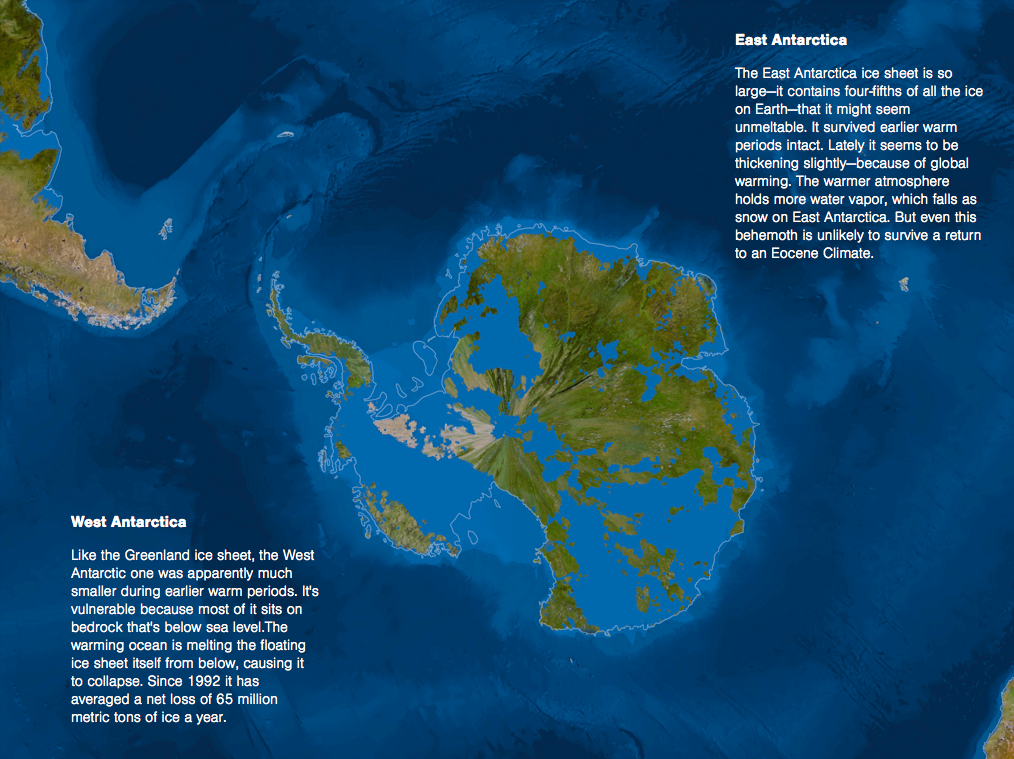 East Antarctica
The East Antarctica ice sheet is so
large—it contains four-fifths of all the ice
on Earth—that it might seem
unmeltable. It survived earlier warm
periods intact. Lately it seems to be
thickening slightly—because of global
warming. The warmer atmosphere
holds more water vapor, which falls as
snow on East Antarctica. But even this
behemoth is unlikely to survive a return
to an Eocene Climate.
West Antarctica
Like the Greenland ice sheet, the West
Antarctic one was apparently much
smaller during earlier warm periods. It's
vulnerable because most of it sits on
bedrock that's below sea level.The
warming ocean is melting the floating
ice sheet itself from below, causing it
to collapse. Since 1992 it has
averaged a net loss of 65 million
metric tons of ice a year.